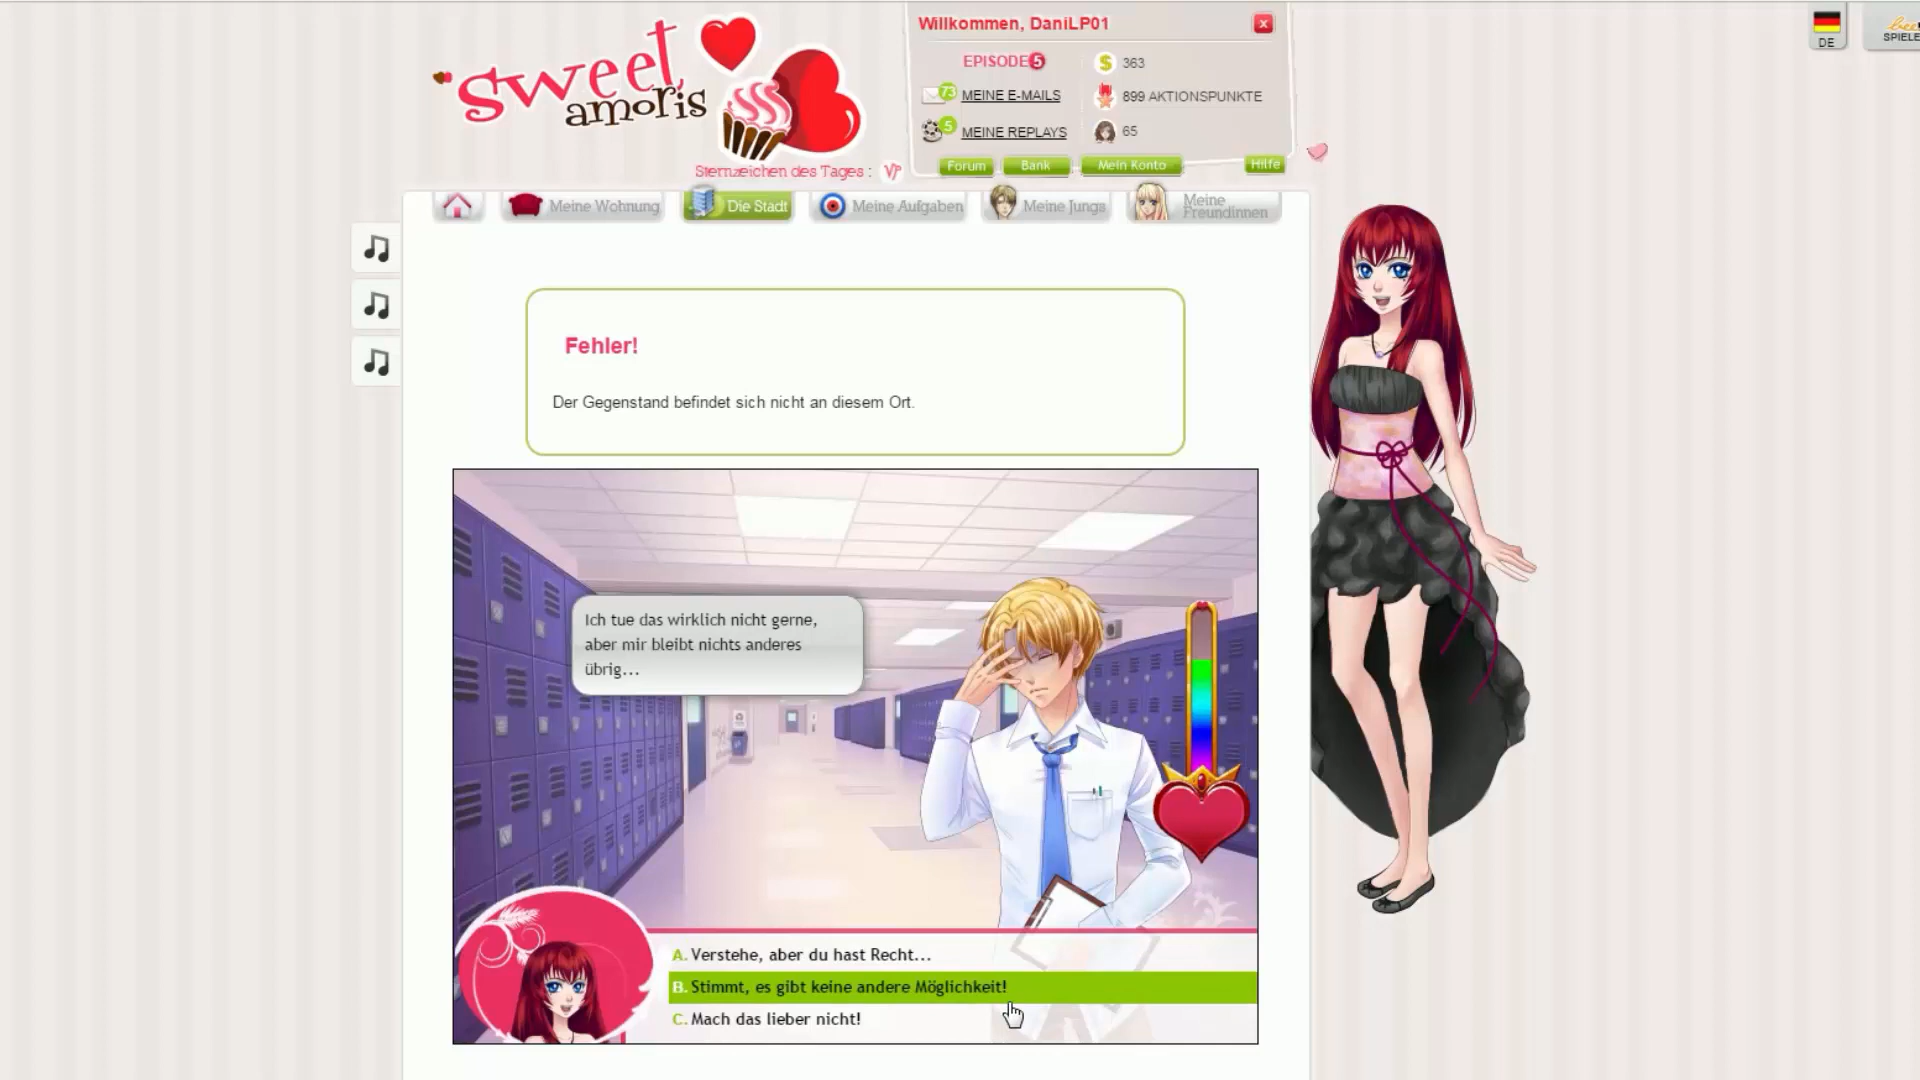 sweet
amoris
Willkommen, DaniLP01
x
EPISODE 5
$ 363
73 MEINE E-MAILS
899 AKTIONSPUNKTE
5 MEINE REPLAYS
65
Forum
Bank
Mein Konto
Hilfe
Sternzeichen des Tages :
DE
SPIELE
Meine Wohnung
Die Stadt
Meine Aufgaben
Meine Jungs
Meine
Freundinnen
Fehler!
Der Gegenstand befindet sich nicht an diesem Ort.
Ich tue das wirklich nicht gerne,
aber mir bleibt nichts anderes
übrig...
A. Verstehe, aber du hast Recht...
B. Stimmt, es gibt keine andere Möglichkeit!
C. Mach das lieber nicht!